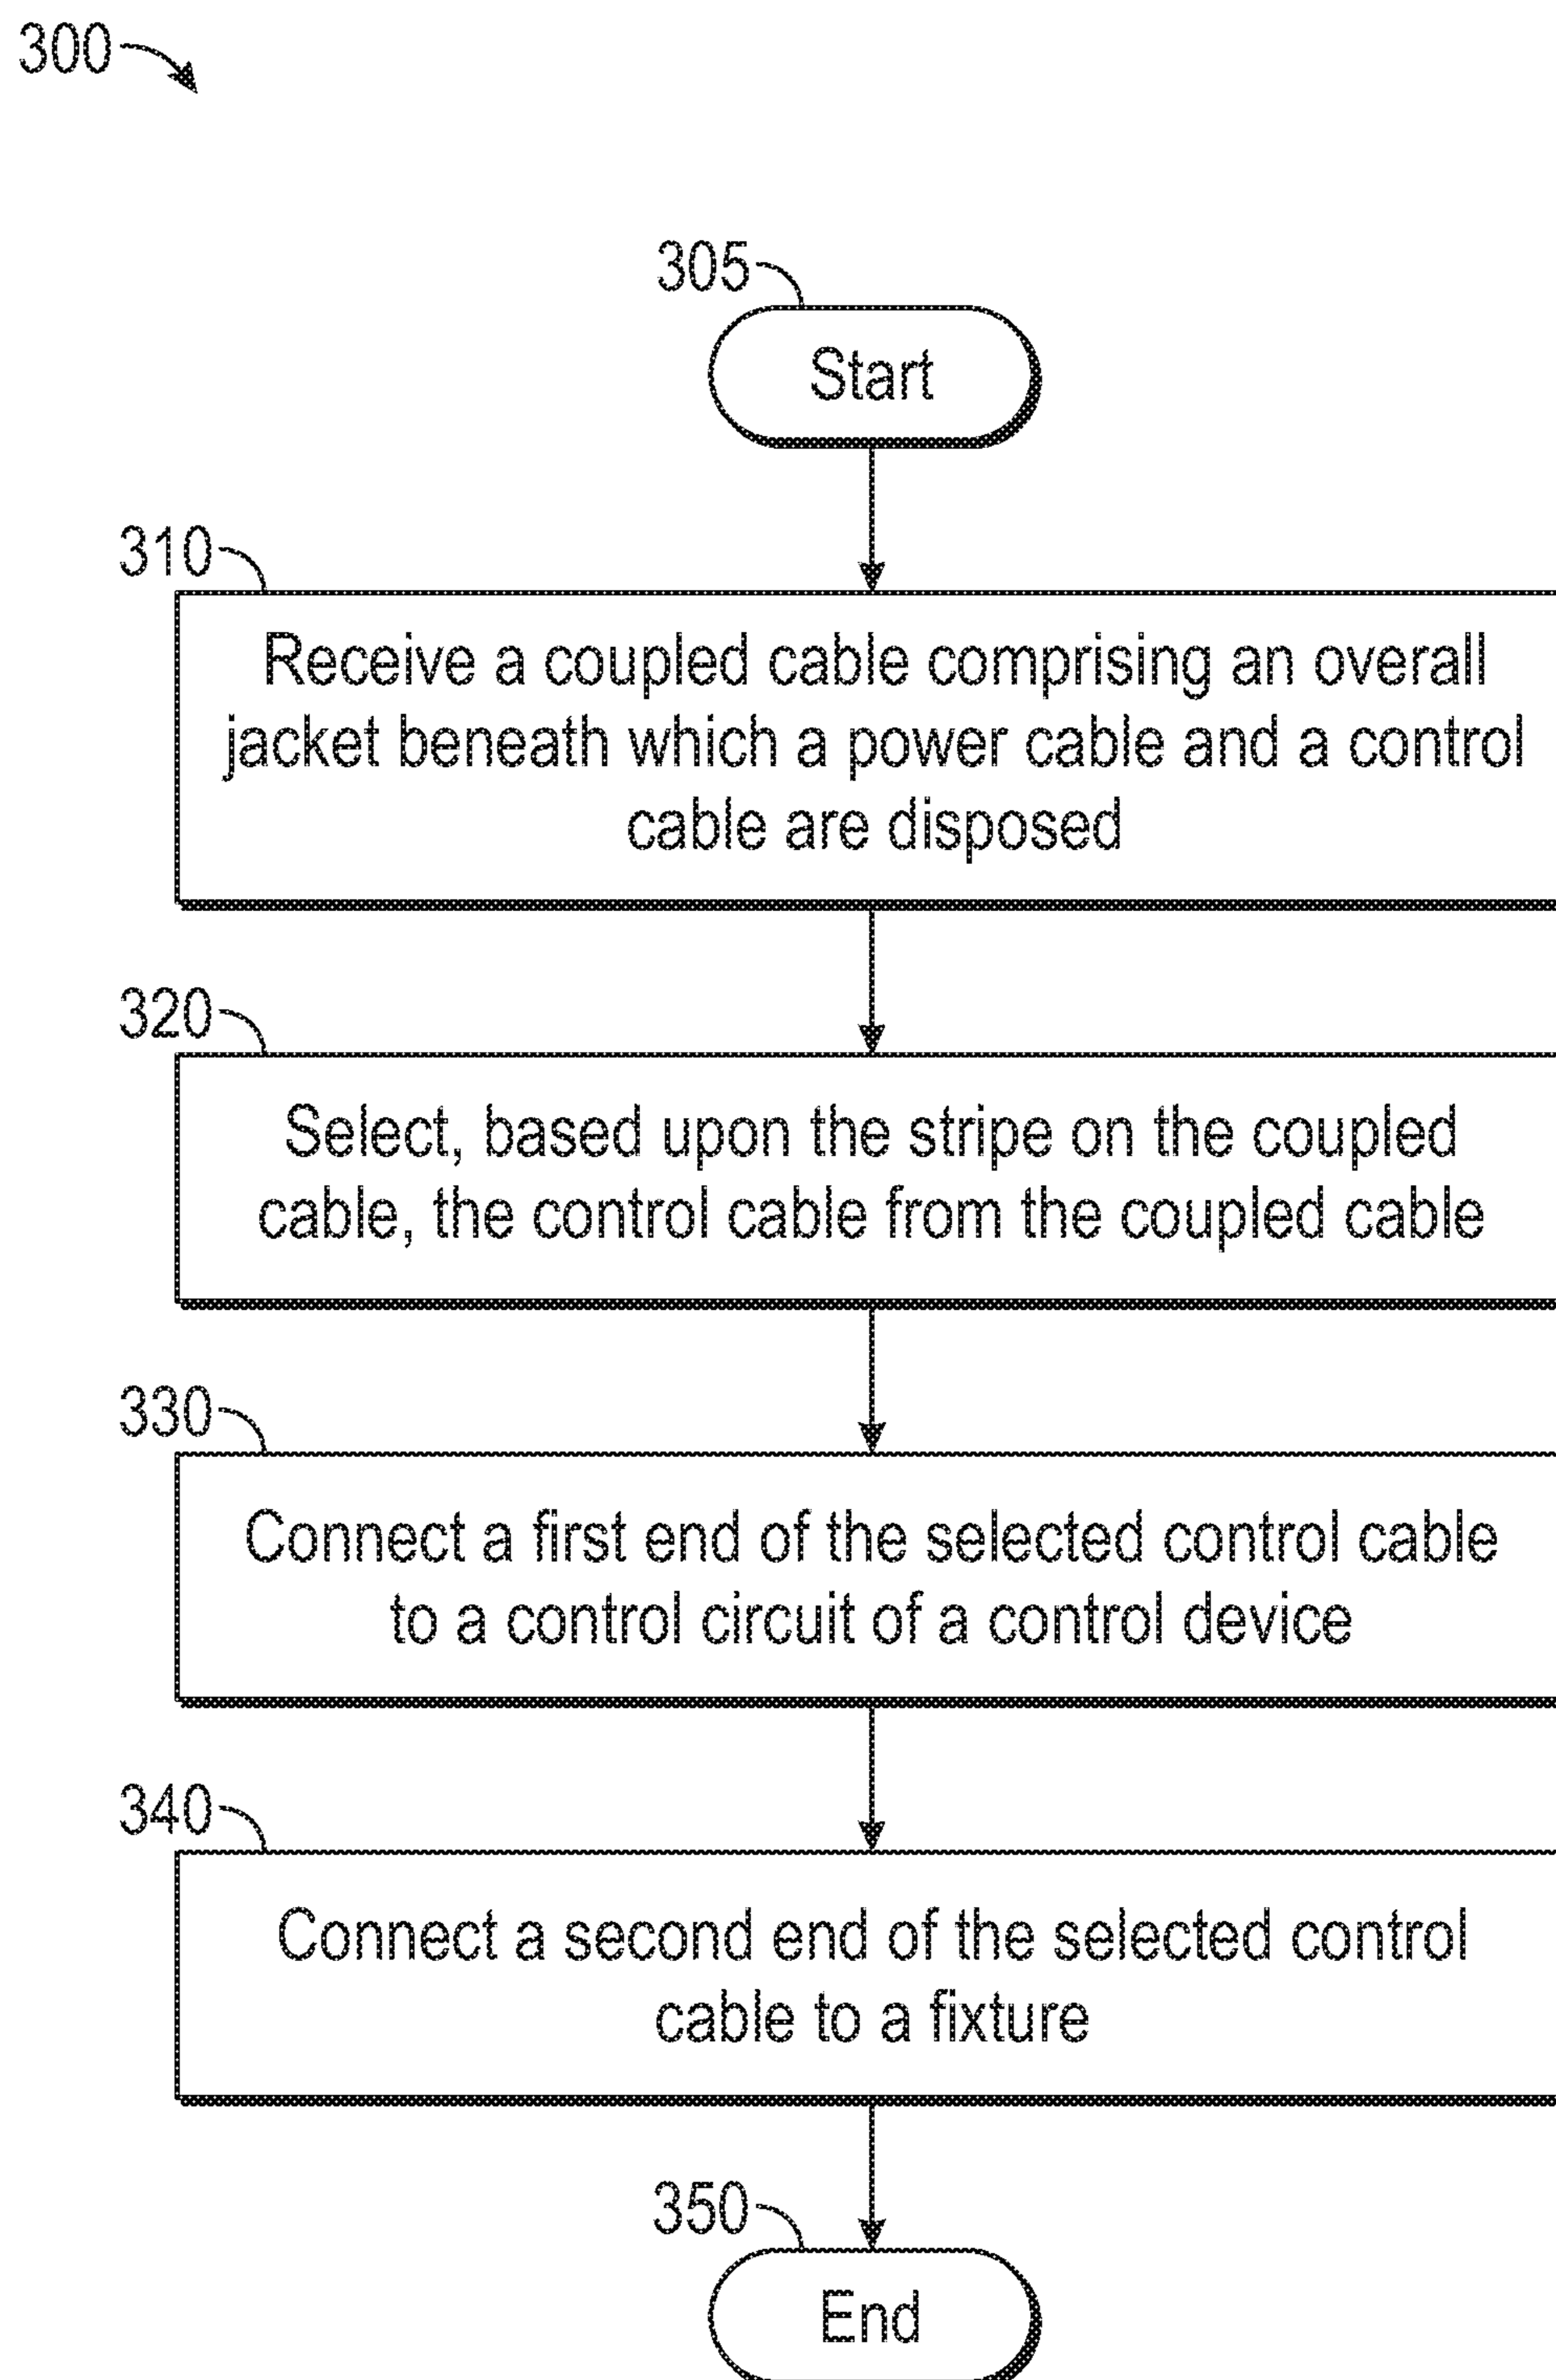 300
305
Start
310
Receive a coupled cable comprising an overall
jacket beneath which a power cable and a control
cable are disposed
320
Select, based upon the stripe on the coupled
cable, the control cable from the coupled cable
330
Connect a first end of the selected control cable
to a control circuit of a control device
340
Connect a second end of the selected control
cable to a fixture
350
End